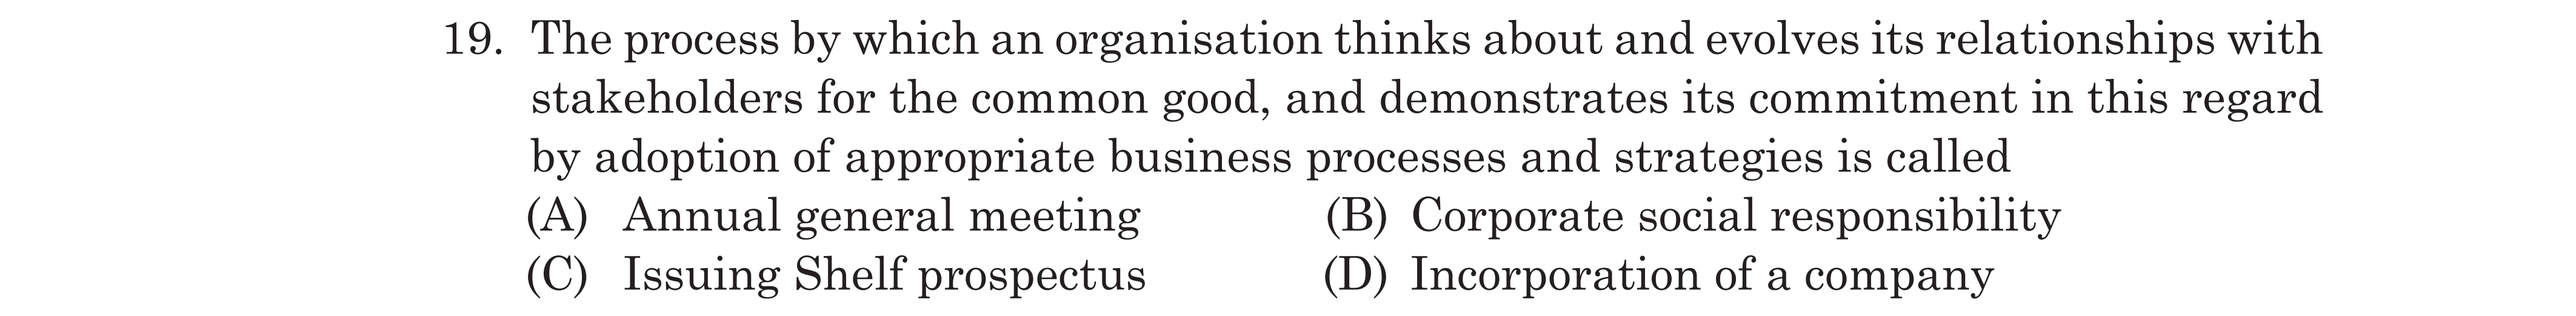 19. The process by which an organisation thinks about and evolves its relationships with
stakeholders for the common good, and demonstrates its commitment in this regard
by adoption of appropriate business processes and strategies is called
(A) Annual general meeting (B) Corporate social responsibility
(C) Issuing Shelf prospectus (D) Incorporation of a company